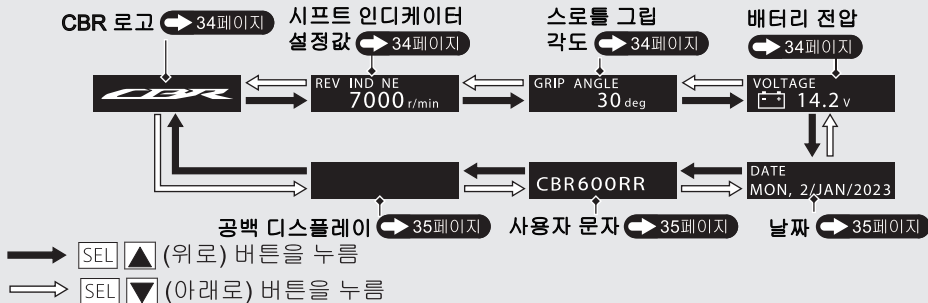 CBR 로고 34페이지
시프트 인디케이터
설정값 34페이지
스로틀 그립
각도 34페이지
배터리 전압
34페이지
CBR
REV IND NE
7000 r/min
GRIP ANGLE
30 deg
VOLTAGE
14.2 v
CBR600RR
DATE
MON, 2/JAN/2023
공백 디스플레이 35페이지
사용자 문자 35페이지
날짜 35페이지
SEL ▲ (위로) 버튼을 누름
SEL ▼ (아래로) 버튼을 누름